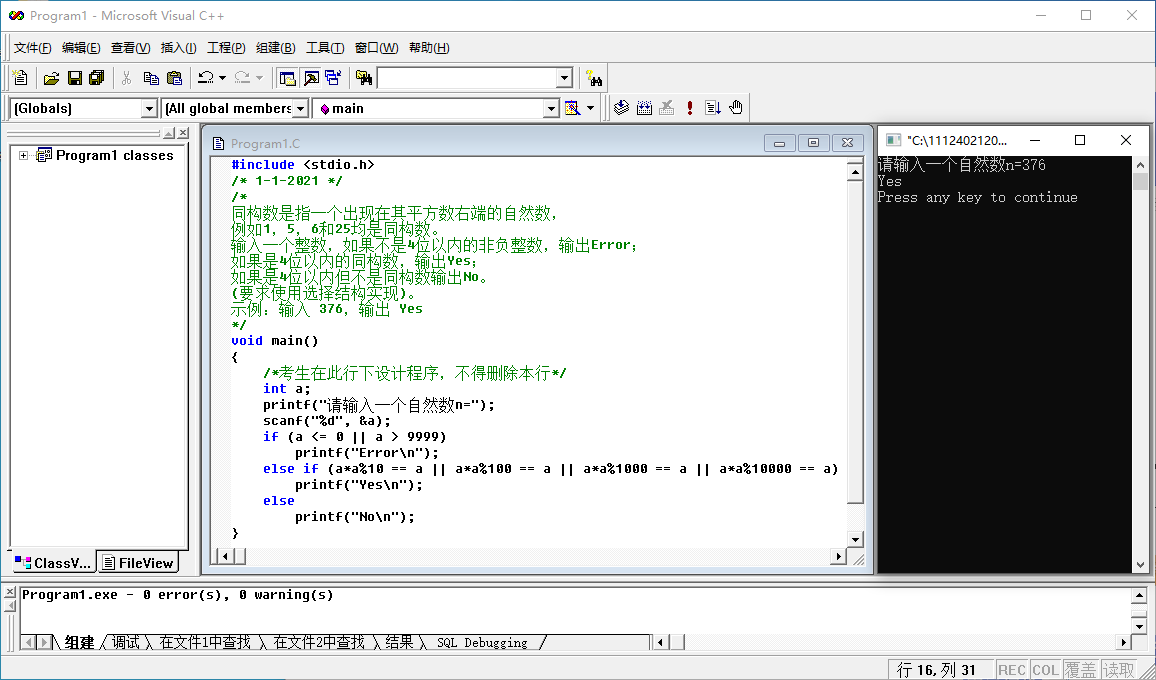 Program1 - Microsoft Visual C++
文件(F) 编辑(E) 查看(V) 插入(I) 工程(P) 组建(B) 工具(T) 窗口(W) 帮助(H)
(Globals) (All global members main
Program1 classes
ClassV... FileView
Program1.C
#include <stdio.h>
/* 1-1-2021 */
/*
同构数是指一个出现在其平方数右端的自然数，
例如1，5，6和25均是同构数。
输入一个整数，如果不是4位以内的非负整数，输出Error；
如果是4位以内的同构数，输出Yes；
如果是4位以内但不是同构数输出No。
(要求使用选择结构实现)。
示例：输入 376，输出 Yes
*/
void main()
{
/*考生在此行下设计程序，不得删除本行*/
int a;
printf("请输入一个自然数n=");
scanf("%d", &a);
if (a <= 0 || a > 9999)
printf("Error\n");
else if (a*a%10 == a || a*a%100 == a || a*a%1000 == a || a*a%10000 == a)
printf("Yes\n");
else
printf("No\n");
}
"C:\1112402120...
请输入一个自然数n=376
Yes
Press any key to continue
Program1.exe - 0 error(s), 0 warning(s)
组建 调试 在文件1中查找 在文件2中查找 结果 SQL Debugging
行 16, 列 31 REC COL 覆盖 读取